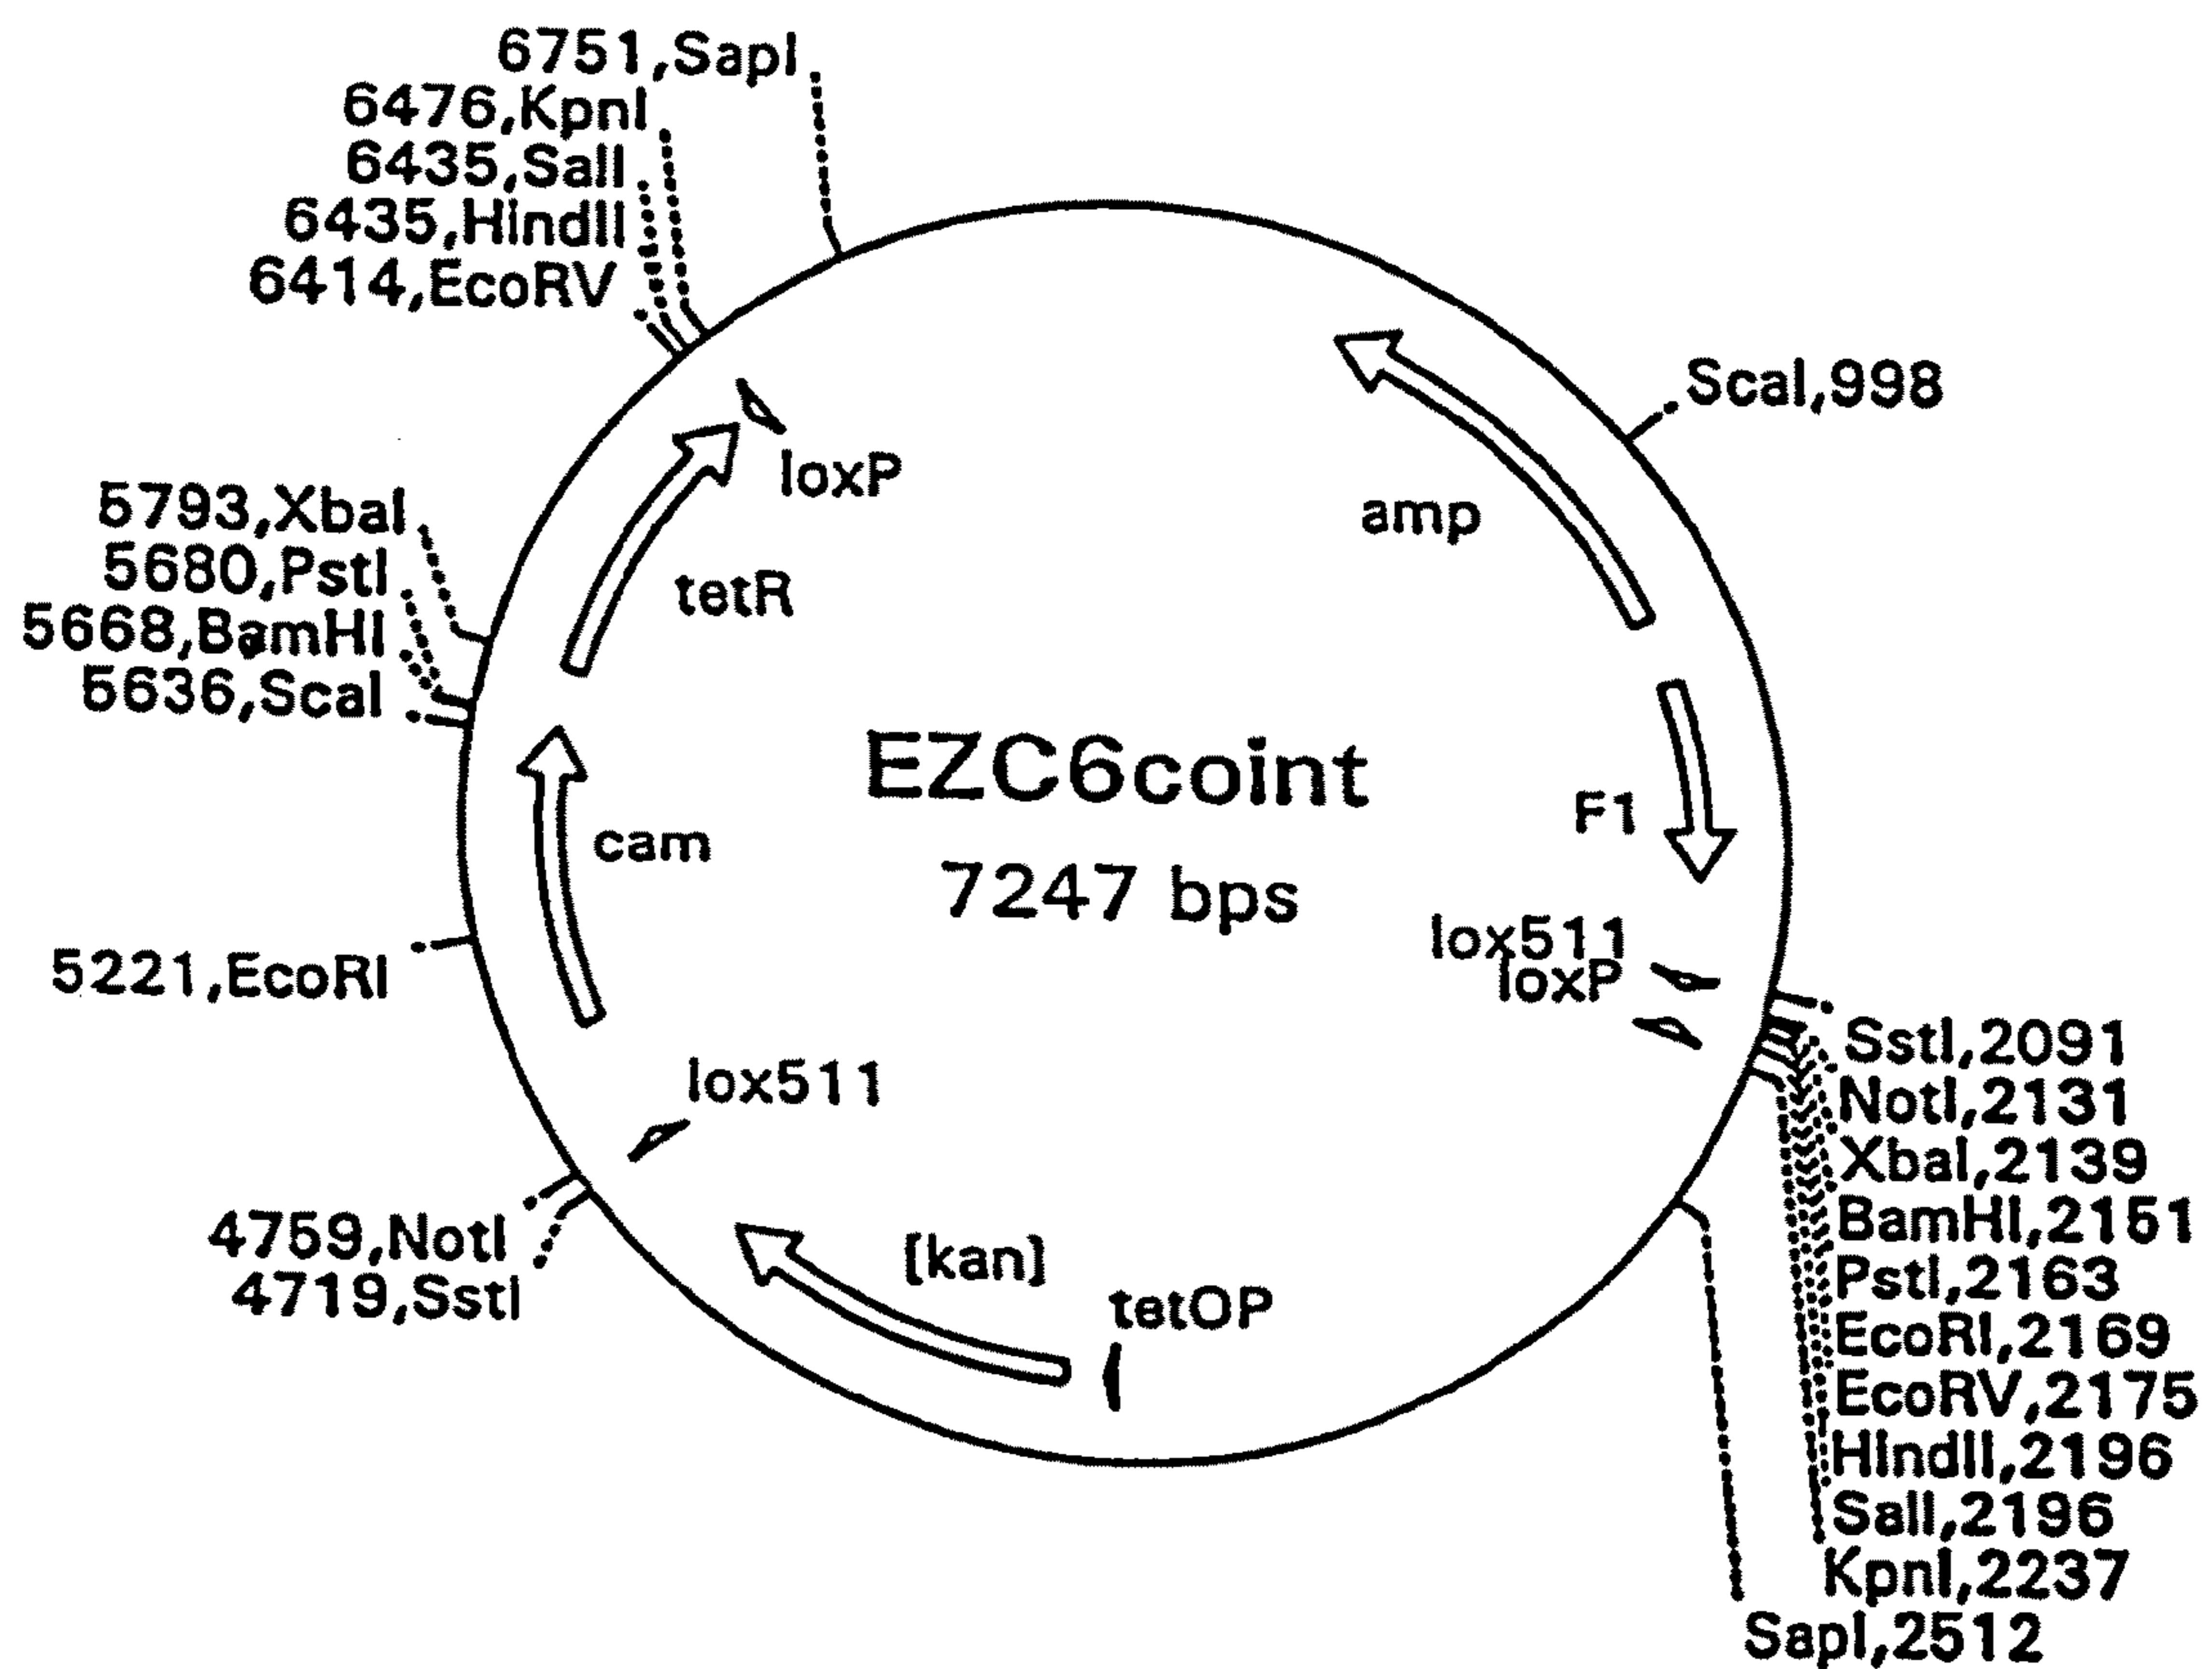 6751,SapI
6476,KpnI
6435,SalI
6435,HindII
6414,EcoRV
ScaI,998
loxP
amp
5793,XbaI
5680,PstI
5668,BamHI
5636,ScaI
tetR
EZC6coint
7247 bps
cam
F1
lox511
loxP
5221,EcoRI
SstI,2091
NotI,2131
XbaI,2139
BamHI,2151
PstI,2163
EcoRI,2169
EcoRV,2175
HindII,2196
SalI,2196
KpnI,2237
SapI,2512
lox511
4759,NotI
4719,SstI
[kan]
tetOP